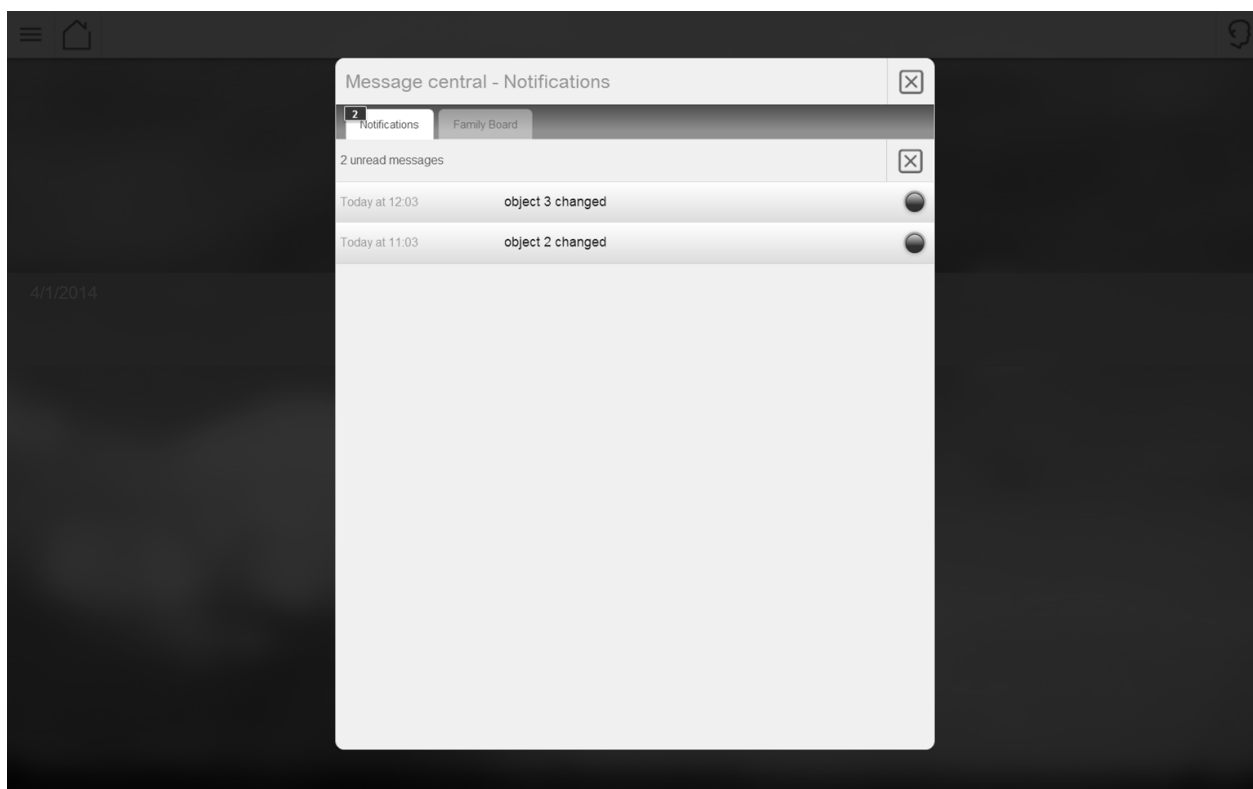 Message central - Notifications
2
Notifications
Family Board
2 unread messages
Today at 12:03 object 3 changed
Today at 11:03 object 2 changed
4/1/2014